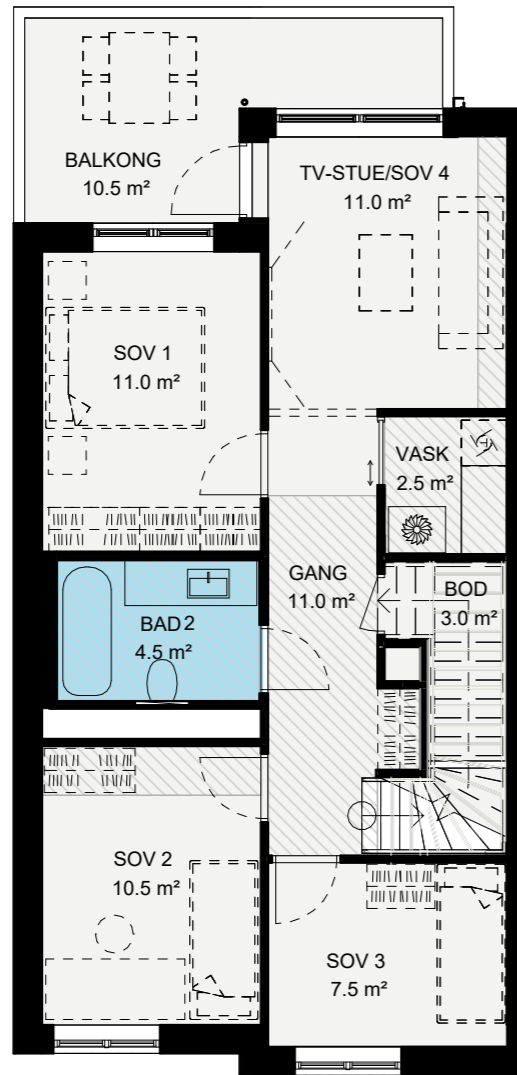 BALKONG
10.5 m²
TV-STUE/SOV 4
11.0 m²
SOV 1
11.0 m²
VASK
2.5 m²
GANG
11.0 m²
BOD
3.0 m²
BAD 2
4.5 m²
SOV 2
10.5 m²
SOV 3
7.5 m²